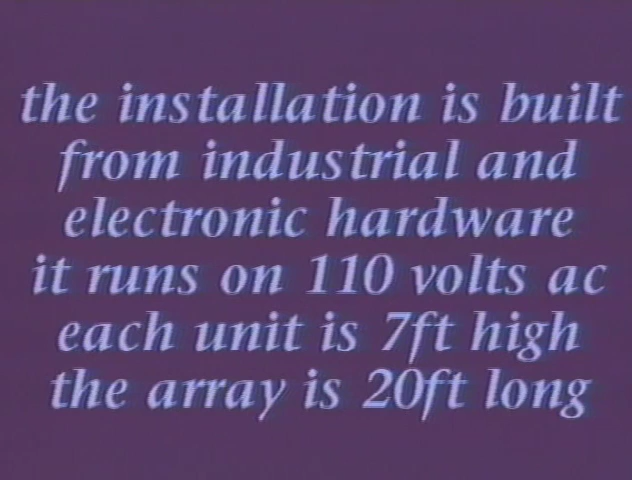 the installation is built
from industrial and
electronic hardware
it runs on 110 volts ac
each unit is 7ft high
the array is 20ft long